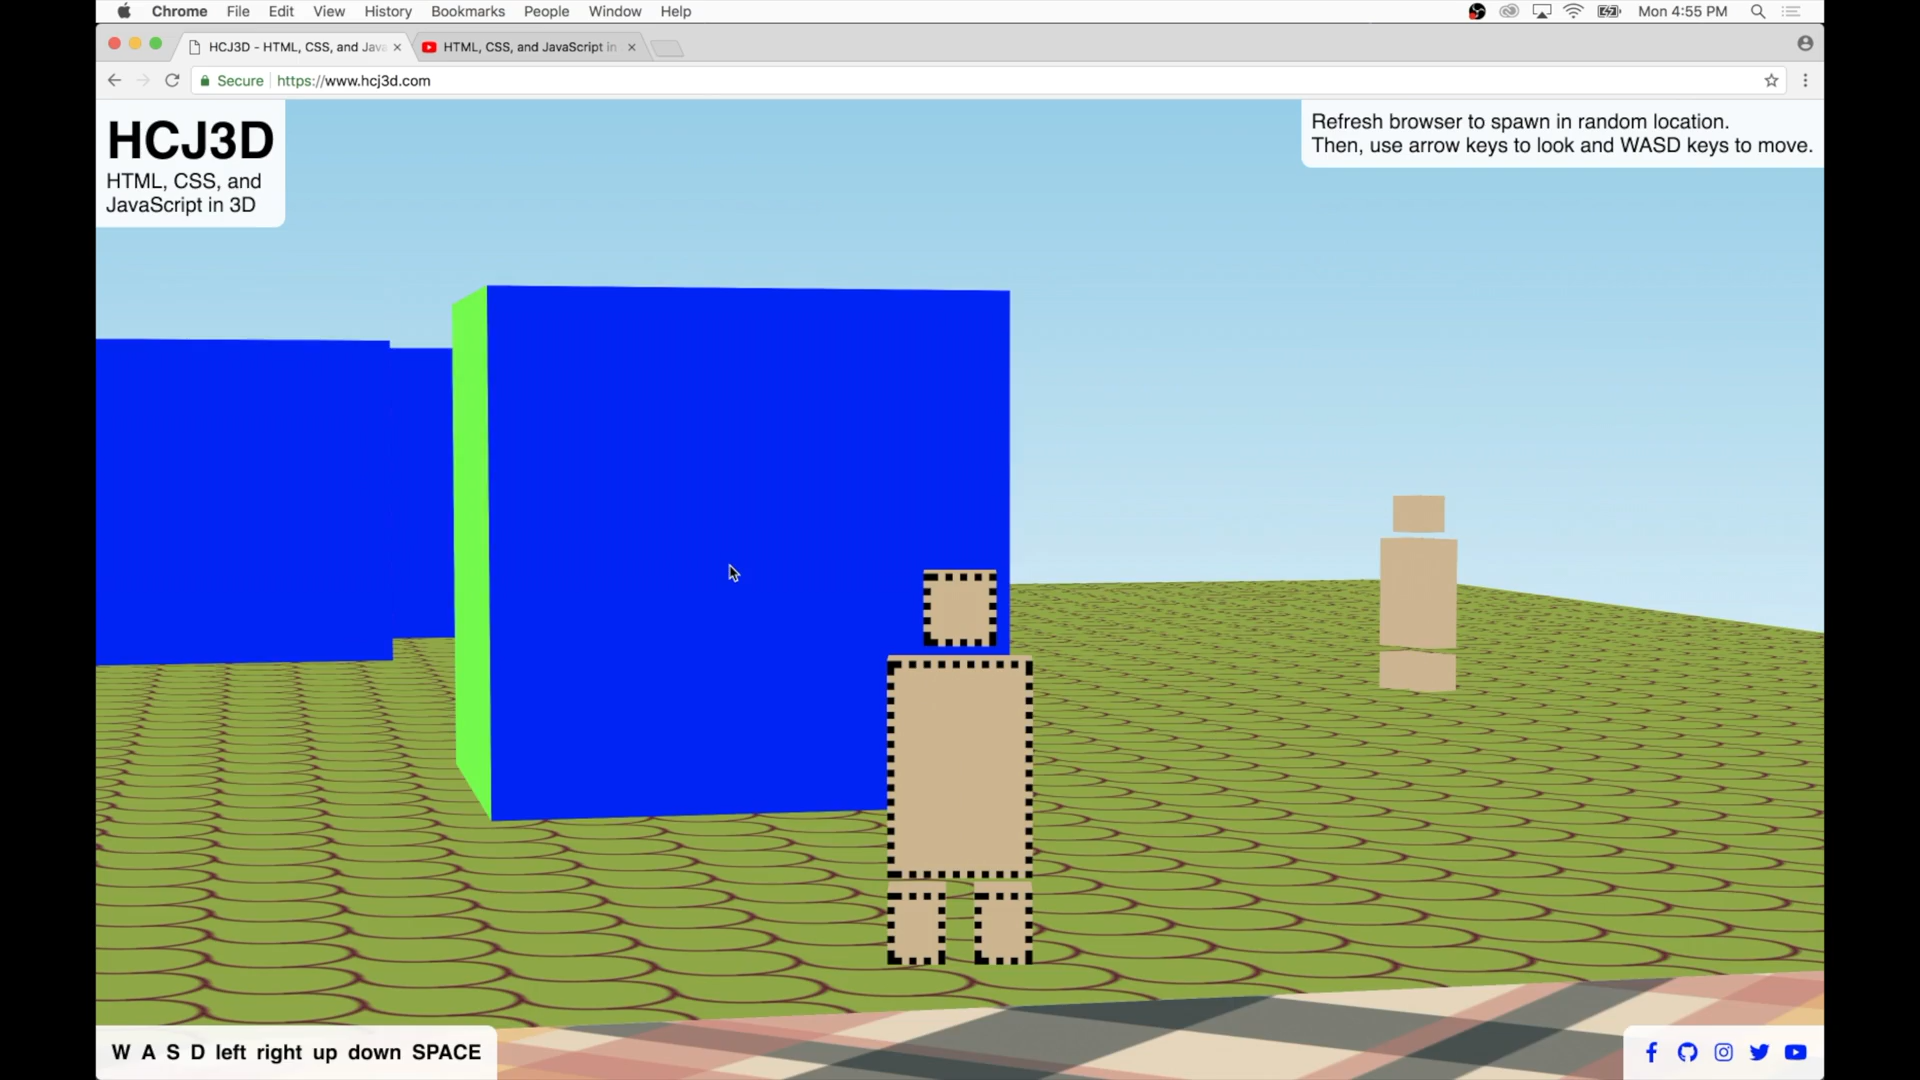 Chrome File Edit View History Bookmarks People Window Help Mon 4:55 PM
HCJ3D - HTML, CSS, and Java HTML, CSS, and JavaScript in
Secure https://www.hcj3d.com
HCJ3D
HTML, CSS, and
JavaScript in 3D
Refresh browser to spawn in random location.
Then, use arrow keys to look and WASD keys to move.
W A S D left right up down SPACE